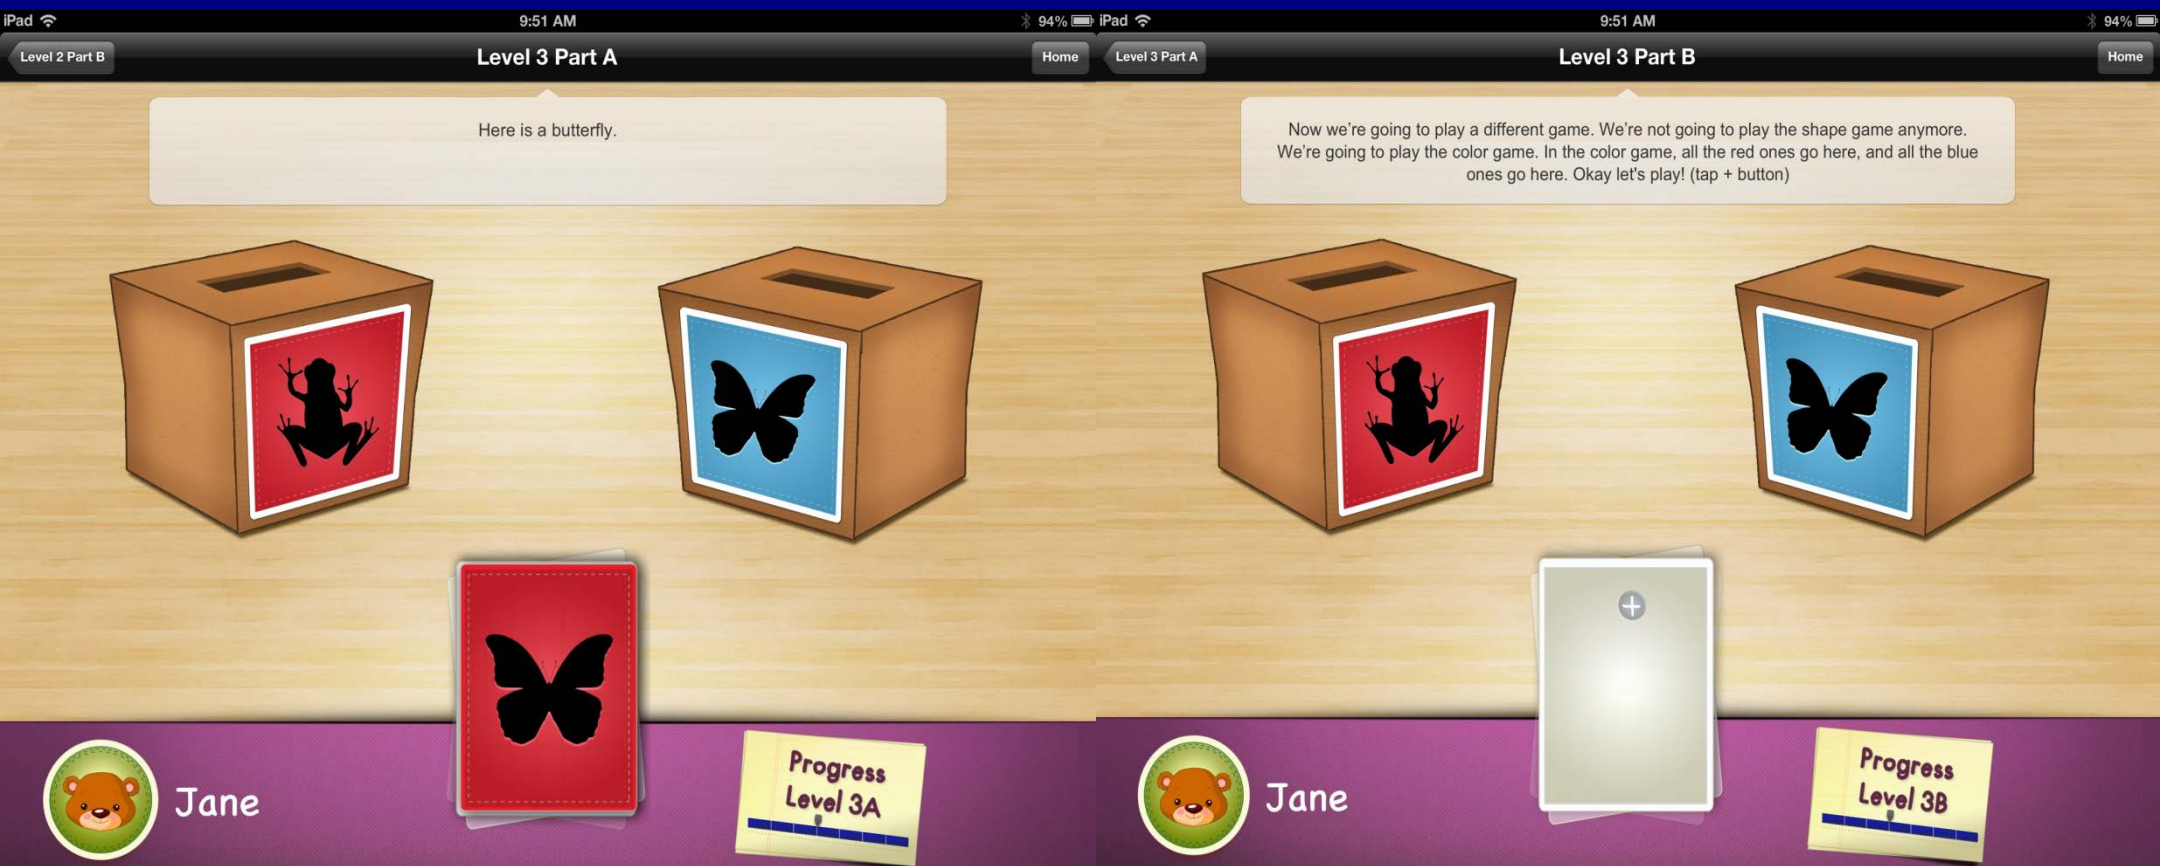 iPad
9:51 AM
94%
Level 2 Part B
Level 3 Part A
Home
Here is a butterfly.
Jane
Progress
Level 3A
iPad
9:51 AM
94%
Level 3 Part A
Level 3 Part B
Home
Now we're going to play a different game. We're not going to play the shape game anymore.
We're going to play the color game. In the color game, all the red ones go here, and all the blue
ones go here. Okay let's play! (tap + button)
Jane
Progress
Level 3B